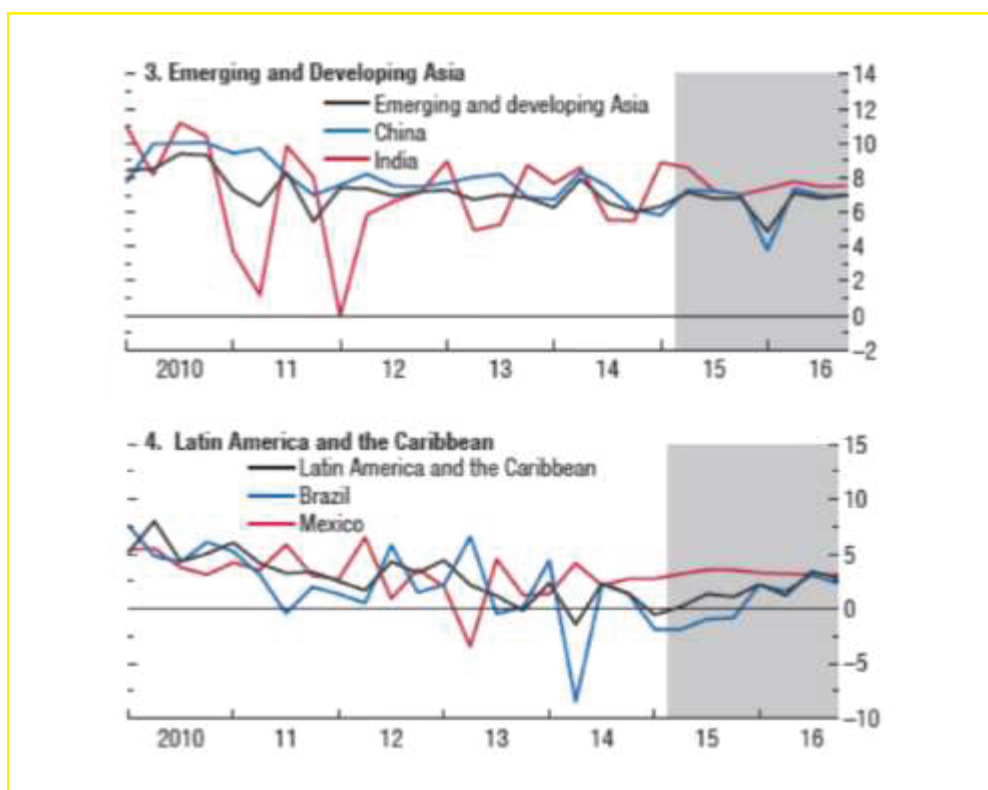 3. Emerging and Developing Asia
Emerging and developing Asia
China
India
14
12
10
8
6
4
2
0
–2
2010 11 12 13 14 15 16
4. Latin America and the Caribbean
Latin America and the Caribbean
Brazil
Mexico
15
10
5
0
–5
–10
2010 11 12 13 14 15 16